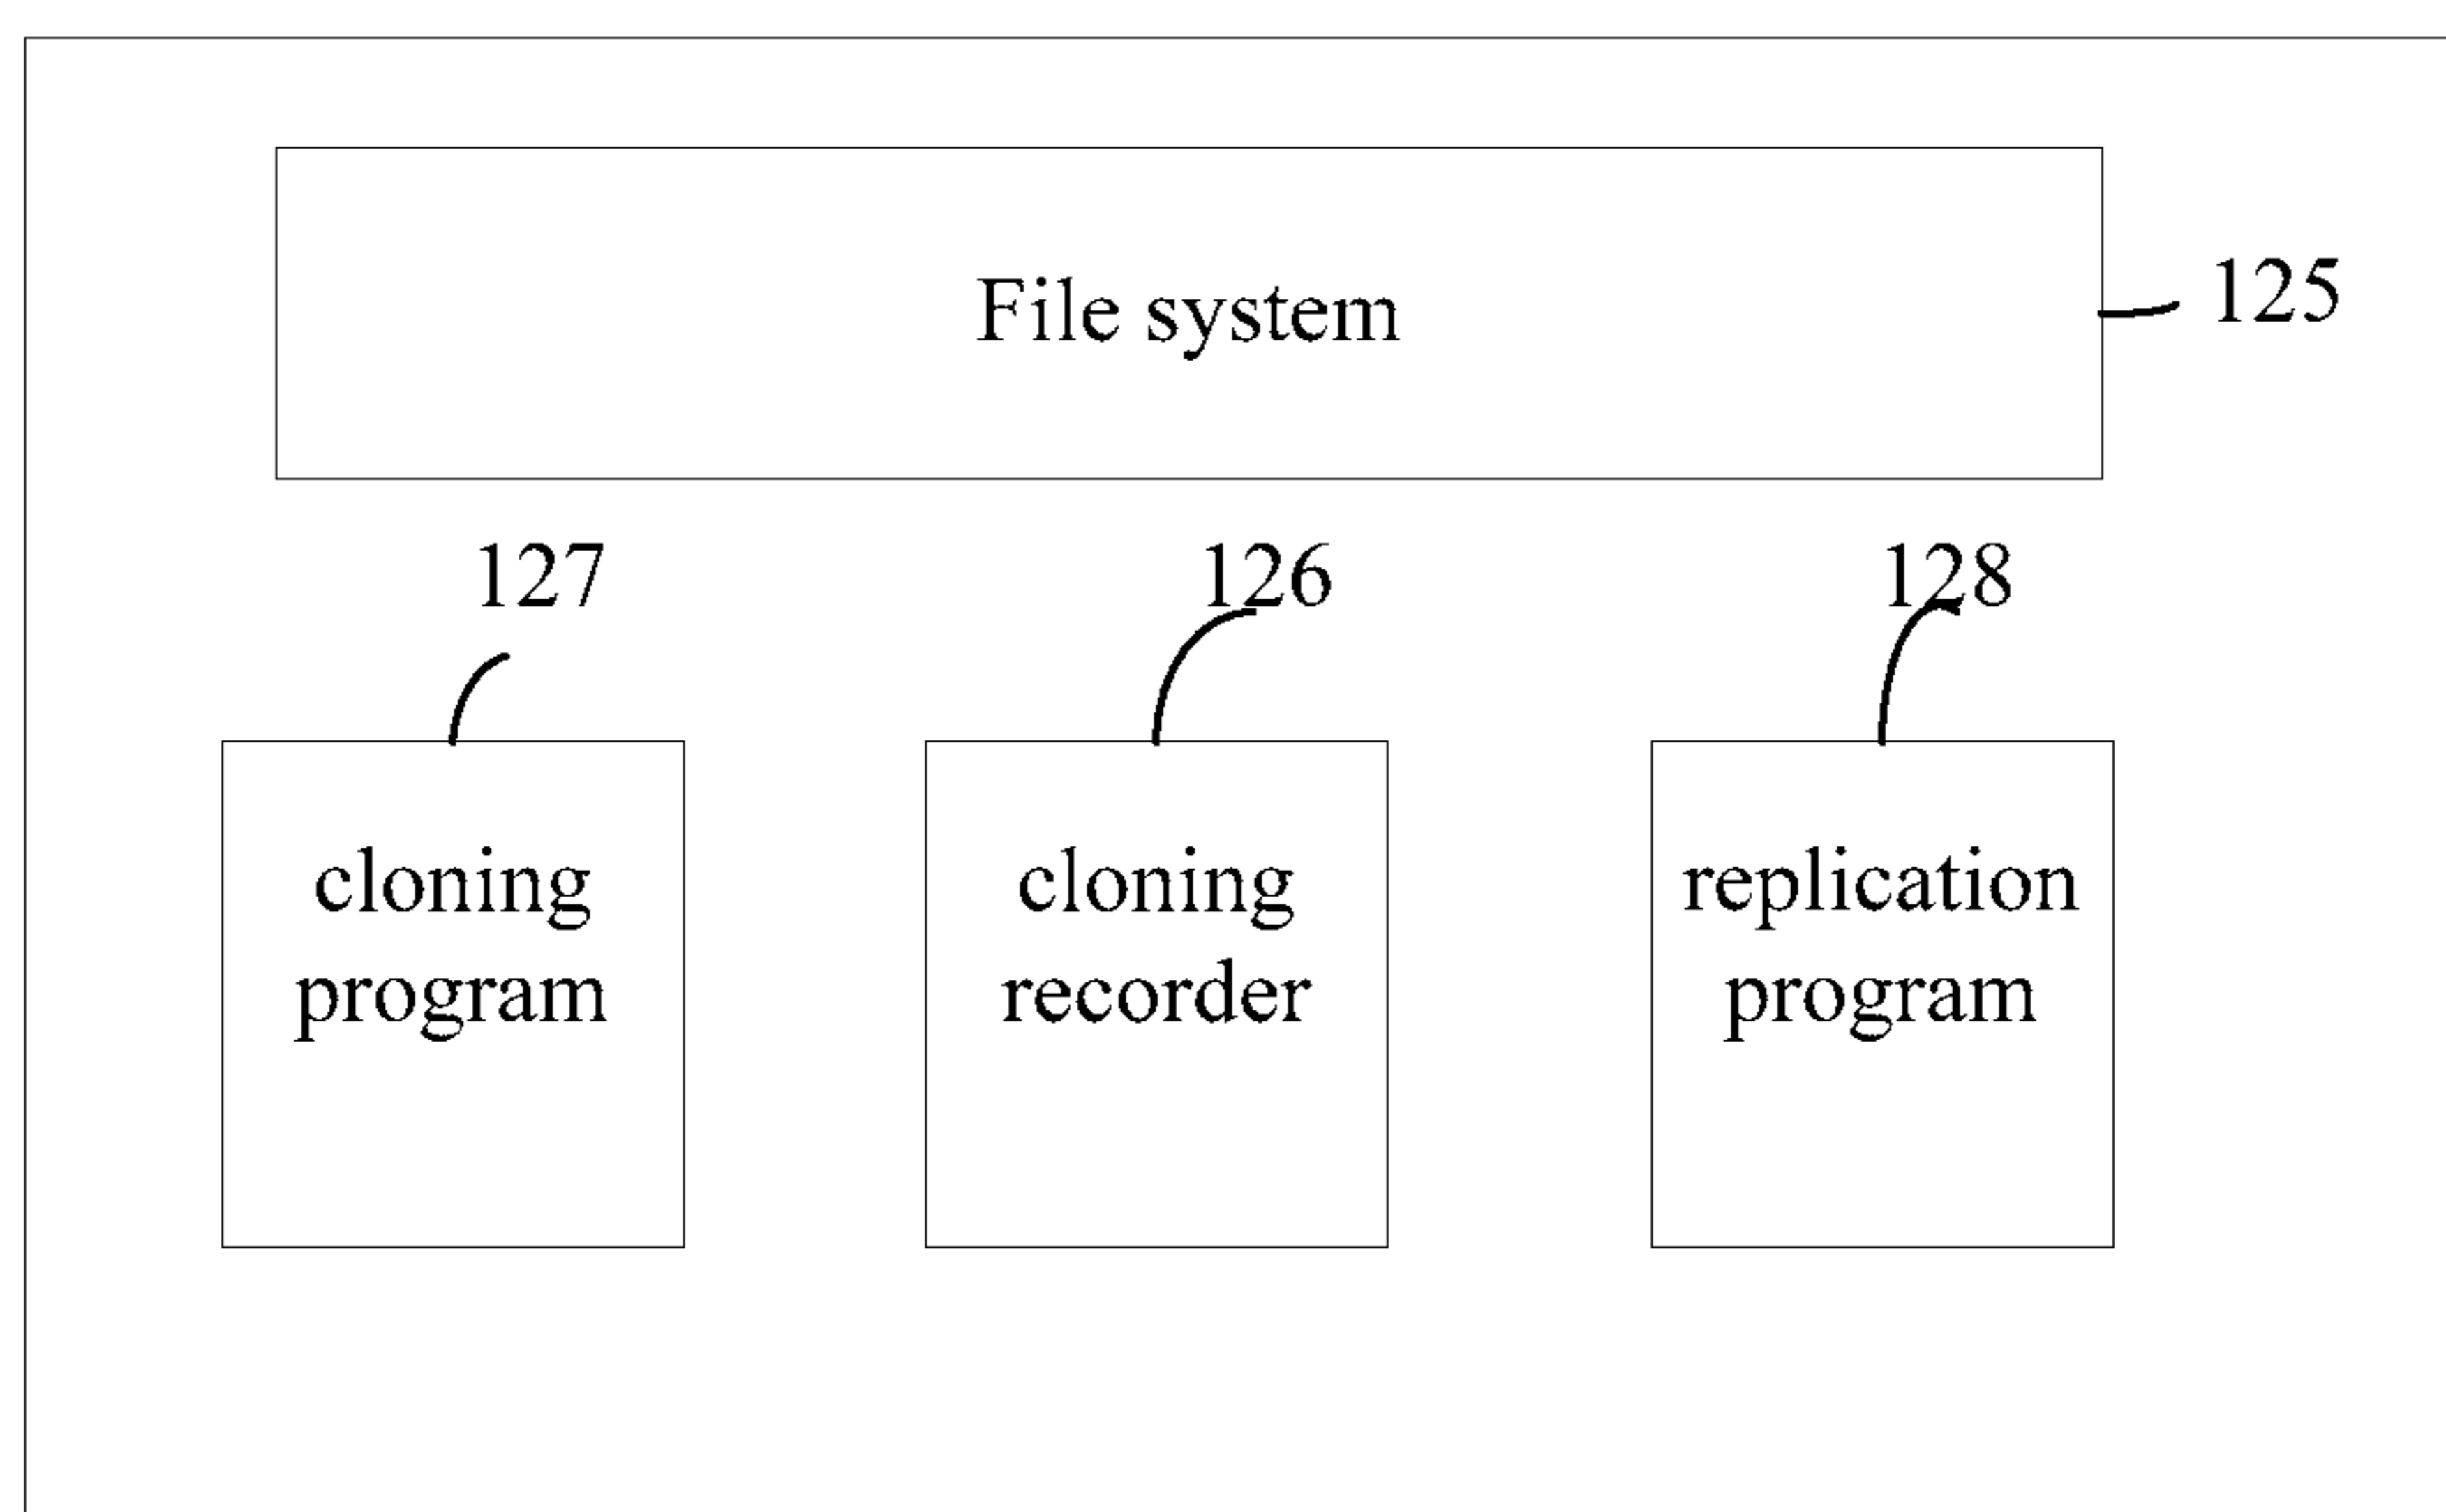 File system
125
127
126
128
cloning
program
cloning
recorder
replication
program